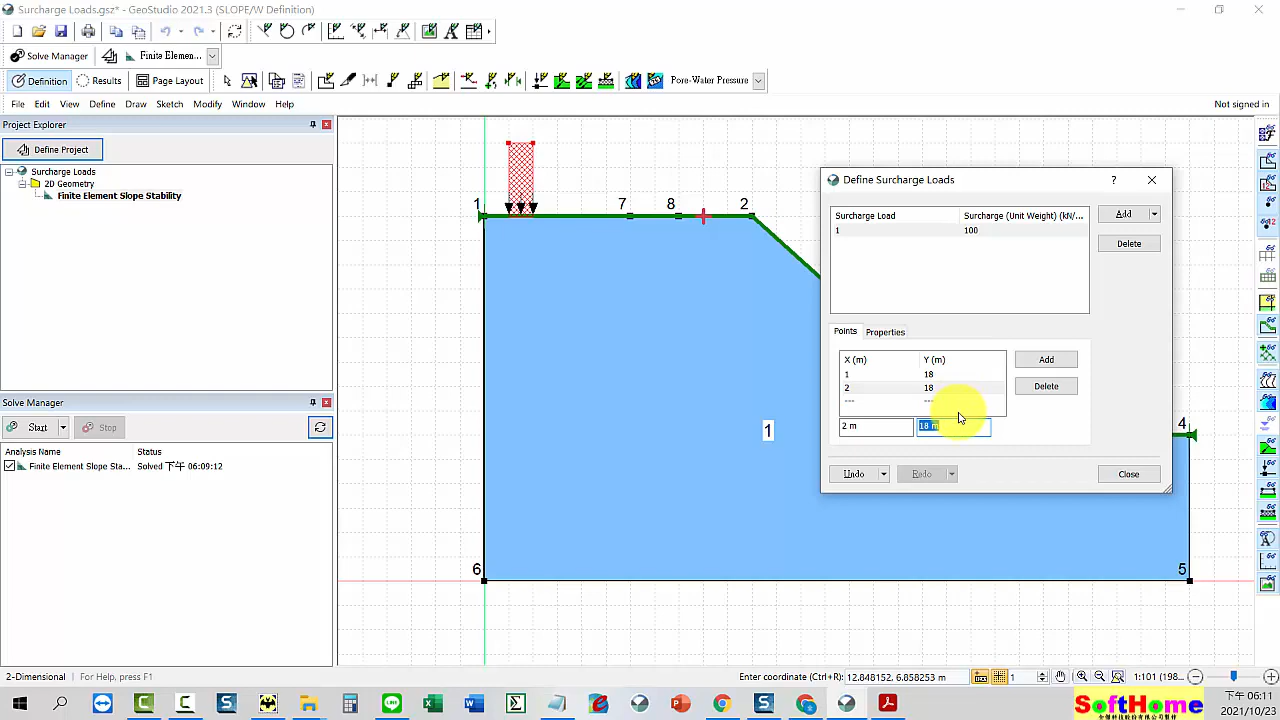 Surcharge Loads.gsz* - GeoStudio 2021.3 (SLOPE/W Definition)
Solve Manager
Finite Elemen...
Definition
Results
Page Layout
Pore-Water Pressure
File Edit View Define Draw Sketch Modify Window Help
Not signed in
Project Explorer
Define Project
Surcharge Loads
2D Geometry
Finite Element Slope Stability
Solve Manager
Start
Stop
Analysis Name Status
Finite Element Slope Sta... Solved 下午 06:09:12
1 7 8 2
1
4
6 5
Define Surcharge Loads
Surcharge Load Surcharge (Unit Weight) (kN/...
1 100
Add
Delete
Points Properties
X (m) Y (m)
1 18
2 18
--- ---
2 m 18 m
Add
Delete
Undo Redo Close
2-Dimensional For Help, press F1
Enter coordinate (r<θ): 12.848152, 6.858253 m 1 1:101 (198...
SoftHome
下午 06:11
2021/10/23